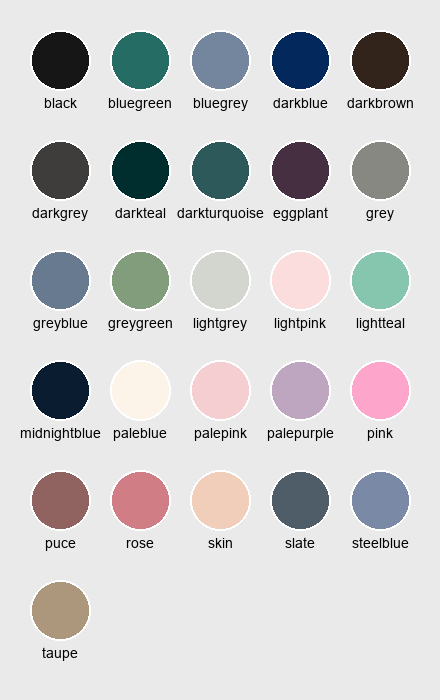 black bluegreen bluegrey darkblue darkbrown
darkgrey darkteal darkturquoise eggplant grey
greyblue greygreen lightgrey lightpink lightteal
midnightblue paleblue palepink palepurple pink
puce rose skin slate steelblue
taupe